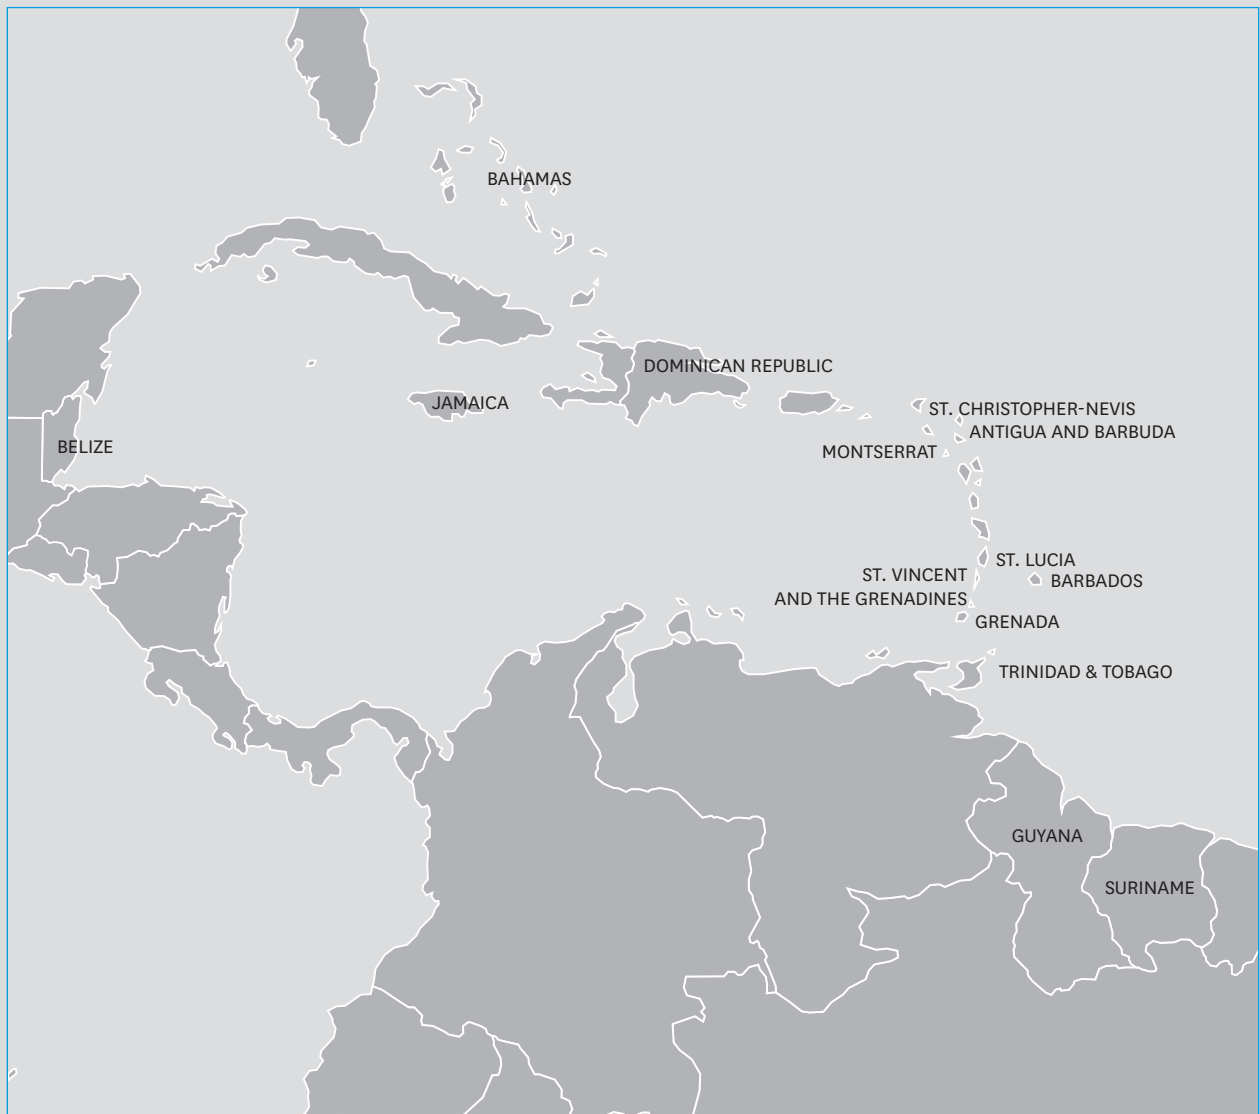 BAHAMAS
DOMINICAN REPUBLIC
JAMAICA
ST. CHRISTOPHER-NEVIS
ANTIGUA AND BARBUDA
BELIZE
MONTSERRAT
ST. LUCIA
ST. VINCENT
AND THE GRENADINES
BARBADOS
GRENADA
TRINIDAD & TOBAGO
GUYANA
SURINAME